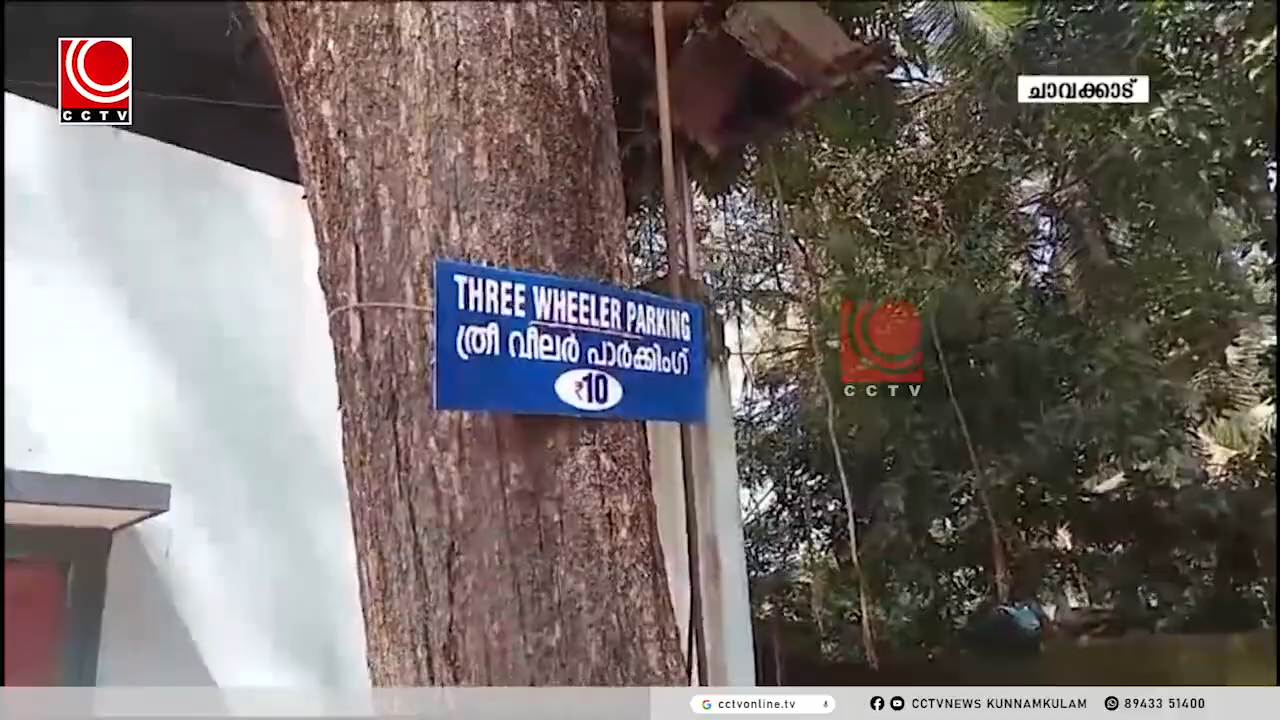 CCTV
ചാവക്കാട്
THREE WHEELER PARKING
ത്രീ വീലർ പാർക്കിംഗ്
₹10
CCTV
cctvonline.tv
CCTVNEWS KUNNAMKULAM
89433 51400